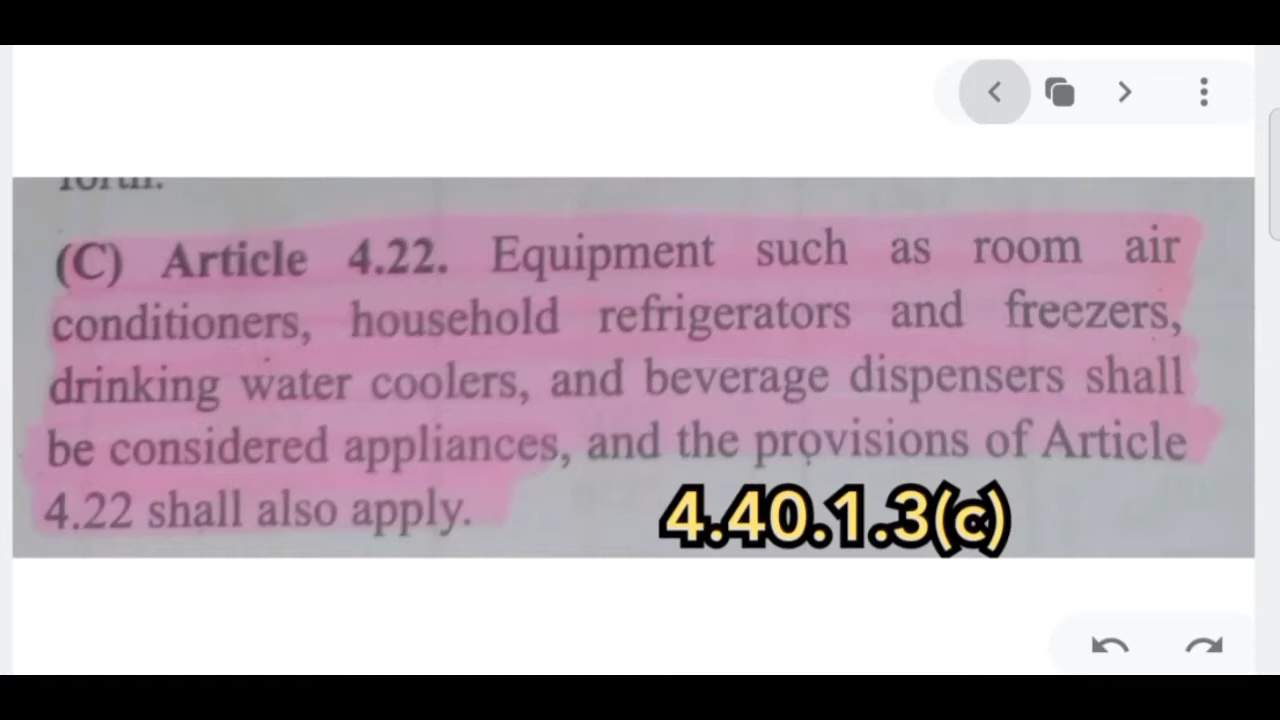 forth.
(C) Article 4.22. Equipment such as room air
conditioners, household refrigerators and freezers,
drinking water coolers, and beverage dispensers shall
be considered appliances, and the provisions of Article
4.22 shall also apply.
4.40.1.3(c)